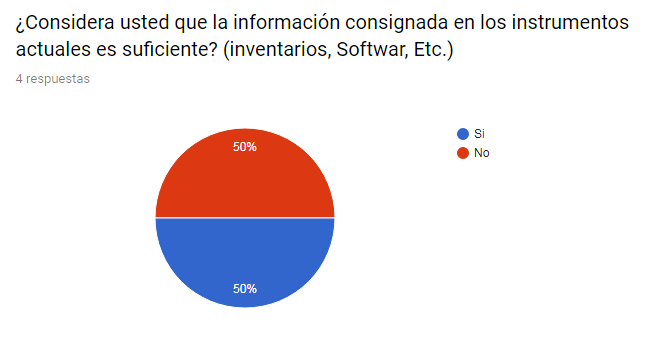 ¿Considera usted que la información consignada en los instrumentos
actuales es suficiente? (inventarios, Softwar, Etc.)
4 respuestas
50%
50%
Si
No